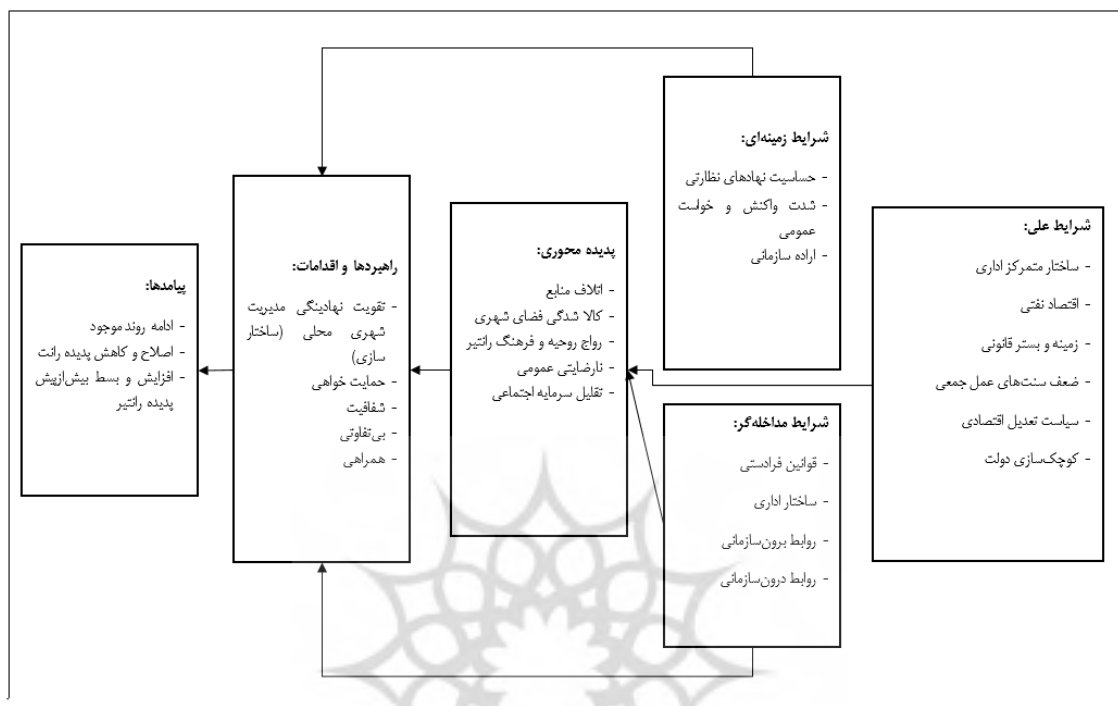 شرایط علی:
- ساختار متمرکز اداری
- اقتصاد نفتی
- زمینه و بستر قانونی
- ضعف سنت‌های عمل جمعی
- سیاست تعدیل اقتصادی
- کوچک‌سازی دولت
شرایط زمینه‌ای:
- حساسیت نهادهای نظارتی
- شدت واکنش و خواست
عمومی
- اراده سازمانی
شرایط مداخله‌گر:
- قوانین فرادستی
- ساختار اداری
- روابط برون‌سازمانی
- روابط درون‌سازمانی
پدیده محوری:
- اتلاف منابع
- کالا شدگی فضای شهری
- رواج روحیه و فرهنگ رانتیر
- نارضایتی عمومی
- تقلیل سرمایه اجتماعی
راهبردها و اقدامات:
- تقویت نهادینگی مدیریت
شهری محلی (ساختار
سازی)
- حمایت خواهی
- شفافیت
- بی‌تفاوتی
- همراهی
پیامدها:
- ادامه روند موجود
- اصلاح و کاهش پدیده رانت
- افزایش و بسط بیش‌ازپیش
پدیده رانتیر